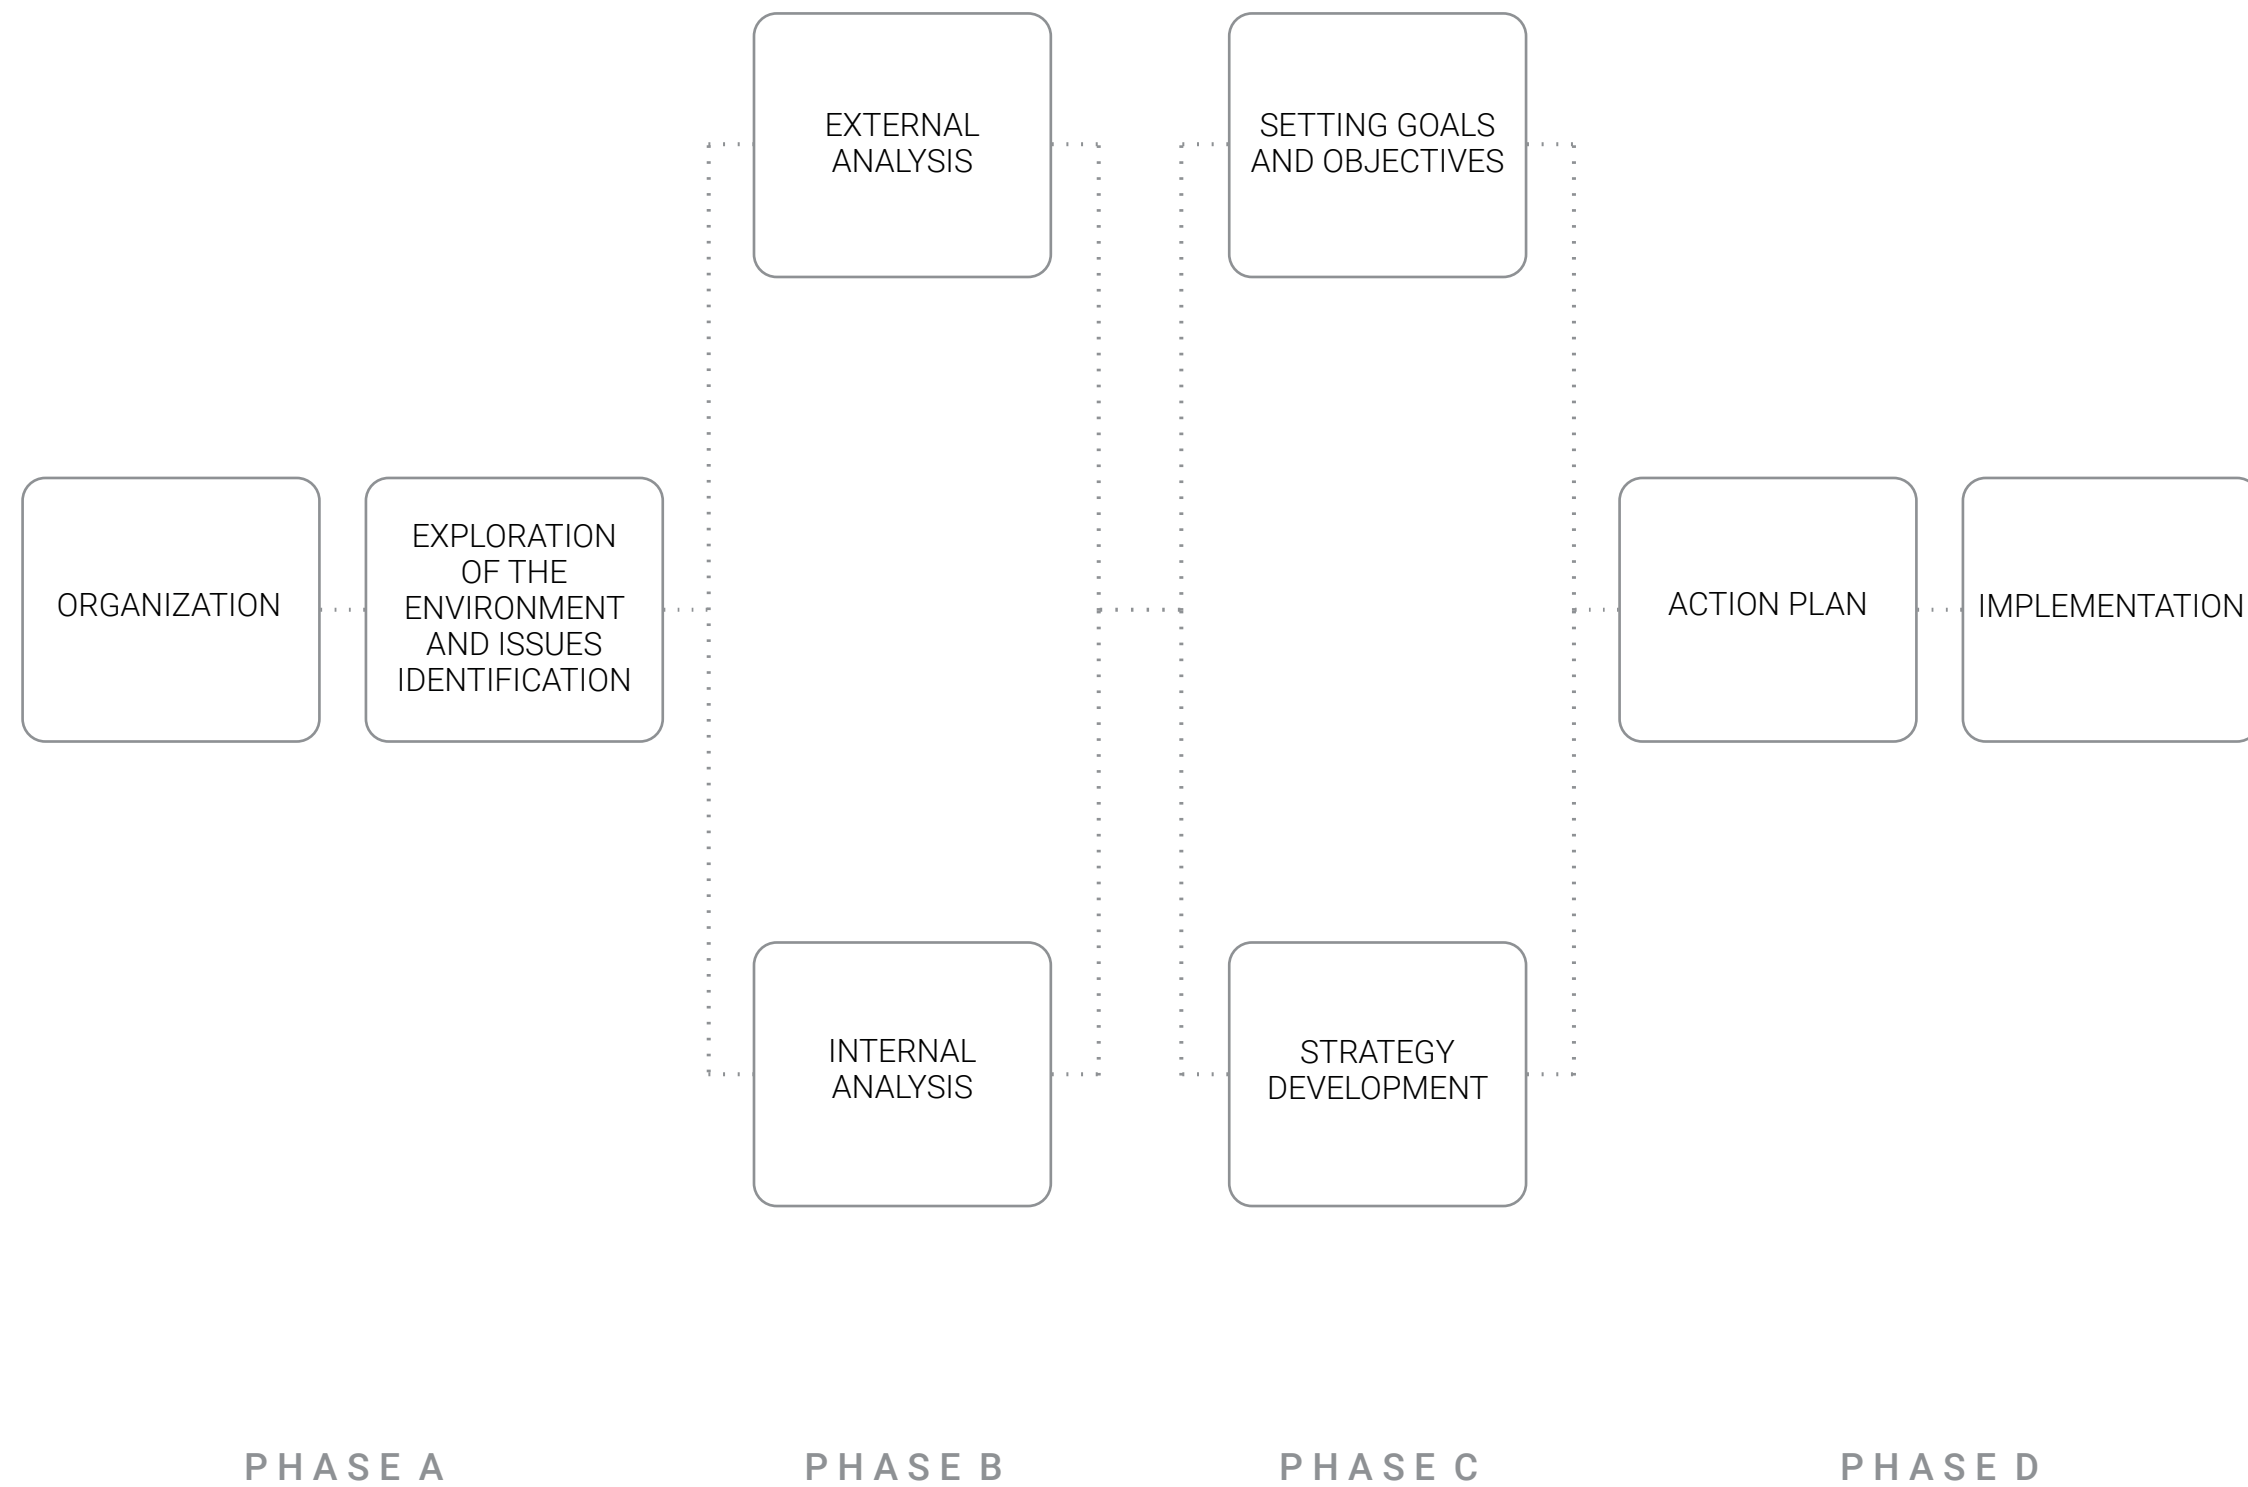 ORGANIZATION
EXPLORATION
OF THE
ENVIRONMENT
AND ISSUES
IDENTIFICATION
EXTERNAL
ANALYSIS
INTERNAL
ANALYSIS
SETTING GOALS
AND OBJECTIVES
STRATEGY
DEVELOPMENT
ACTION PLAN
IMPLEMENTATION
PHASE A
PHASE B
PHASE C
PHASE D